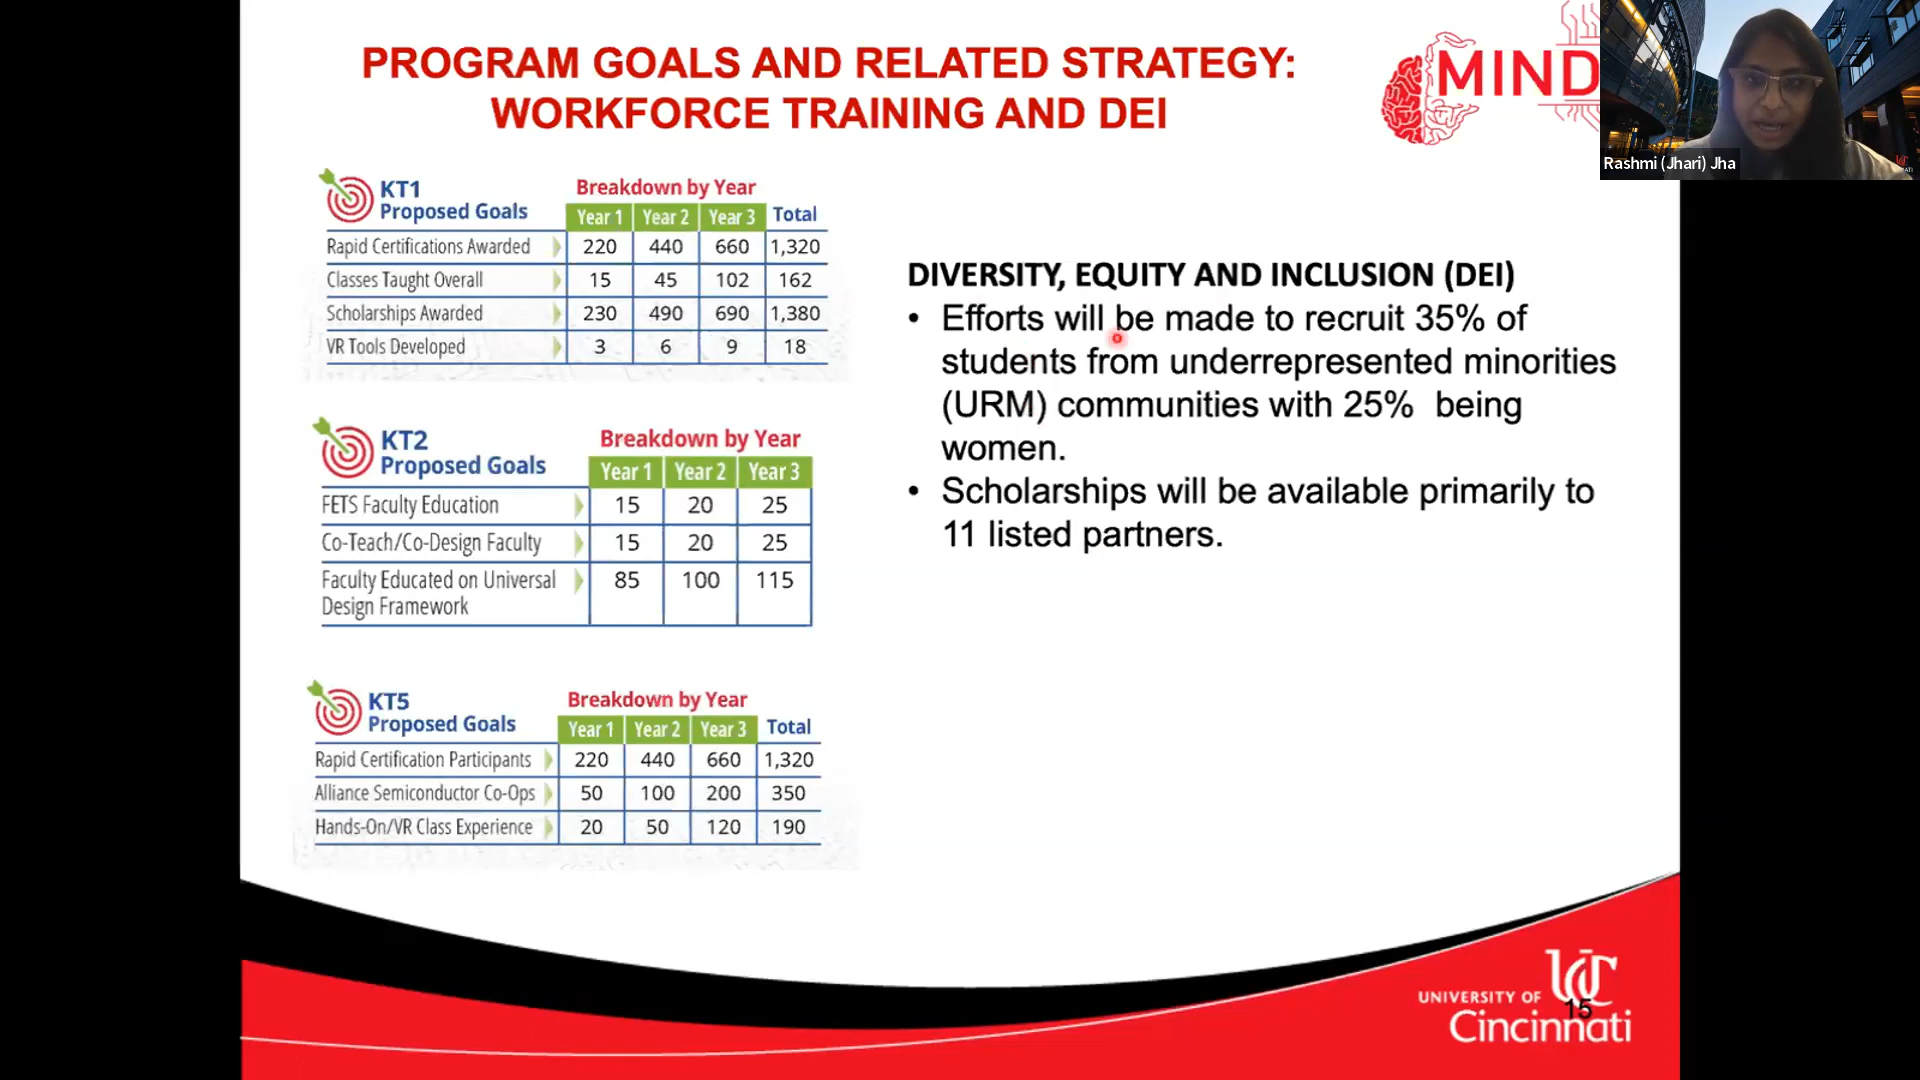 PROGRAM GOALS AND RELATED STRATEGY:
WORKFORCE TRAINING AND DEI
MIND
Rashmi (Jhari) Jha
KT1
Proposed Goals
Breakdown by Year
Year 1 Year 2 Year 3 Total
Rapid Certifications Awarded 220 440 660 1,320
Classes Taught Overall 15 45 102 162
Scholarships Awarded 230 490 690 1,380
VR Tools Developed 3 6 9 18
KT2
Proposed Goals
Breakdown by Year
Year 1 Year 2 Year 3
FETS Faculty Education 15 20 25
Co-Teach/Co-Design Faculty 15 20 25
Faculty Educated on Universal 85 100 115
Design Framework
KT5
Proposed Goals
Breakdown by Year
Year 1 Year 2 Year 3 Total
Rapid Certification Participants 220 440 660 1,320
Alliance Semiconductor Co-Ops 50 100 200 350
Hands-On/VR Class Experience 20 50 120 190
DIVERSITY, EQUITY AND INCLUSION (DEI)
• Efforts will be made to recruit 35% of
students from underrepresented minorities
(URM) communities with 25% being
women.
• Scholarships will be available primarily to
11 listed partners.
UC
UNIVERSITY OF
15
Cincinnati